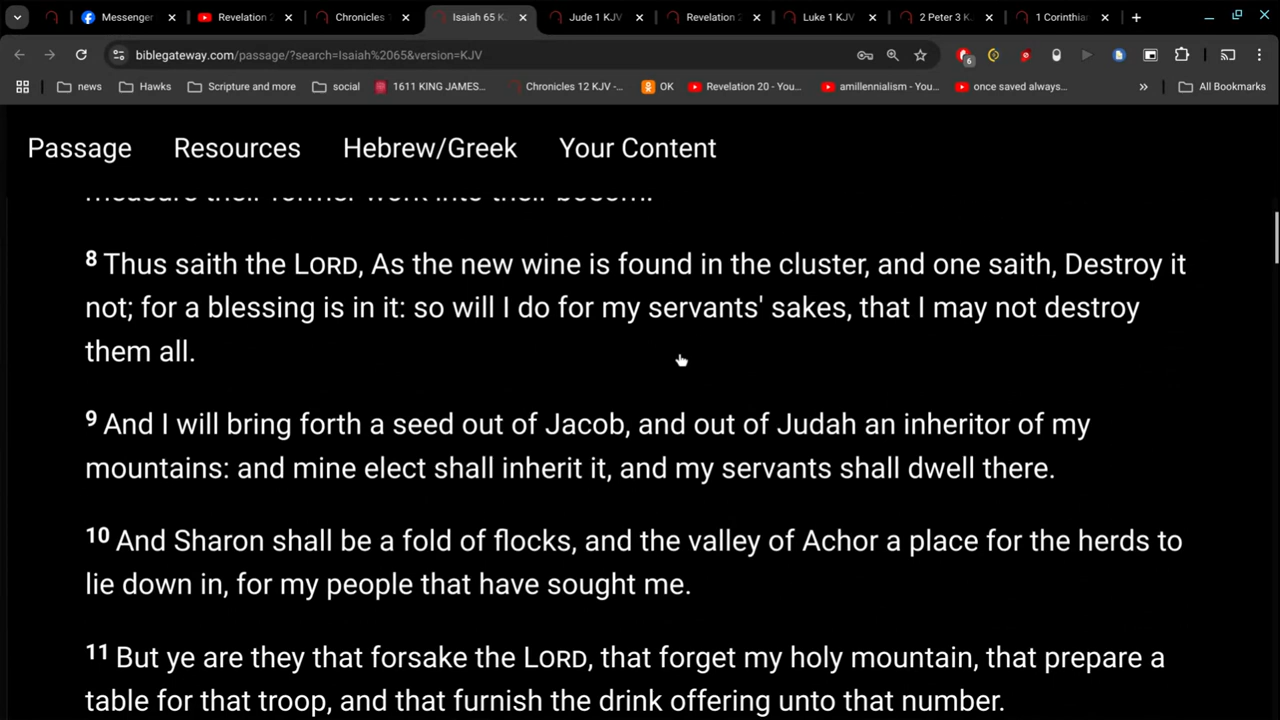 Messenger
Revelation 2
Chronicles
Isaiah 65 K
Jude 1 KJV
Revelation 2
Luke 1 KJV
2 Peter 3 K
1 Corinthia
biblegateway.com/passage/?search=Isaiah%2065&version=KJV
6
news
Hawks
Scripture and more
social
1611 KING JAMES...
Chronicles 12 KJV -...
OK
Revelation 20 - You...
amillennialism - You...
once saved always...
»
All Bookmarks
Passage Resources Hebrew/Greek Your Content
measure their former work into their bosom.
8 Thus saith the LORD, As the new wine is found in the cluster, and one saith, Destroy it
not; for a blessing is in it: so will I do for my servants' sakes, that I may not destroy
them all.
9 And I will bring forth a seed out of Jacob, and out of Judah an inheritor of my
mountains: and mine elect shall inherit it, and my servants shall dwell there.
10 And Sharon shall be a fold of flocks, and the valley of Achor a place for the herds to
lie down in, for my people that have sought me.
11 But ye are they that forsake the LORD, that forget my holy mountain, that prepare a
table for that troop, and that furnish the drink offering unto that number.